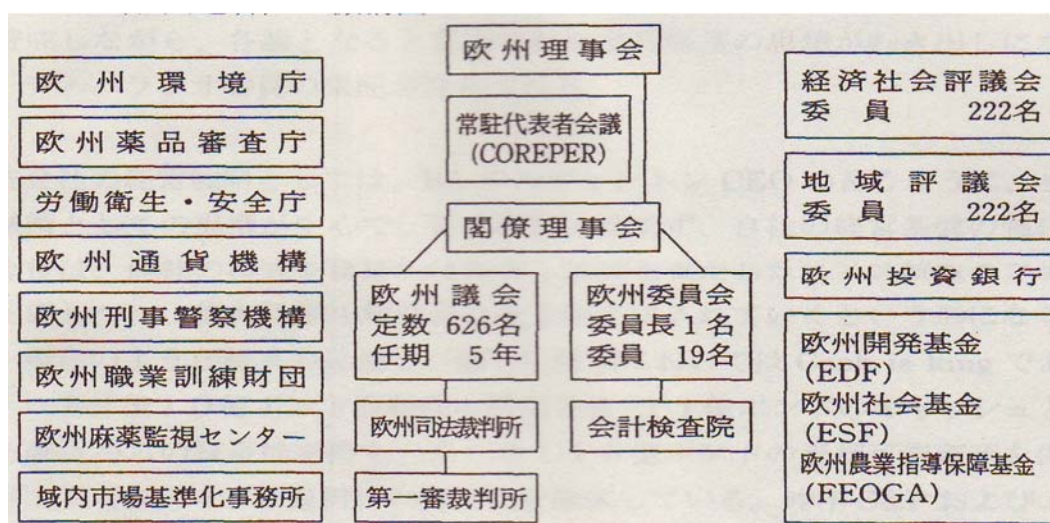 欧州環境庁
欧州薬品審査庁
労働衛生・安全庁
欧州通貨機構
欧州刑事警察機構
欧州職業訓練財団
欧州麻薬監視センター
域内市場基準化事務所
欧州理事会
常駐代表者会議
(COREPER)
閣僚理事会
欧州議会
定数 626名
任期 5年
欧州委員会
委員長1名
委員 19名
欧州司法裁判所
会計検査院
第一審裁判所
経済社会評議会
委員 222名
地域評議会
委員 222名
欧州投資銀行
欧州開発基金
(EDF)
欧州社会基金
(ESF)
欧州農業指導保障基金
(FEOGA)